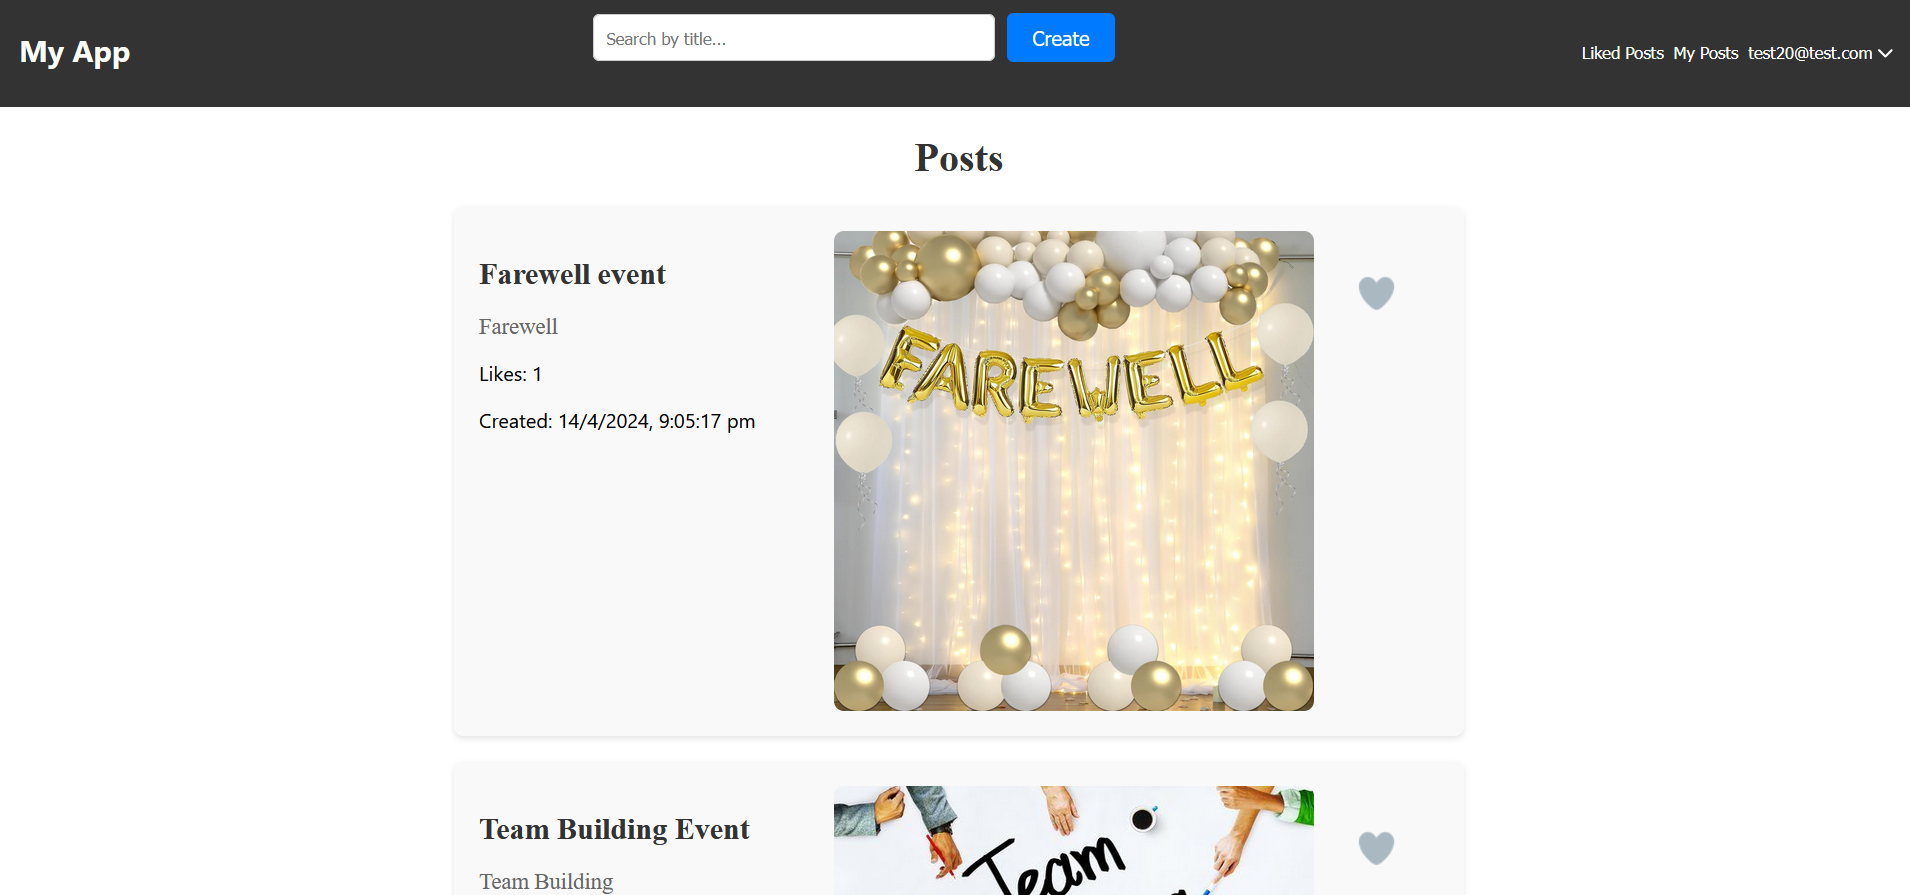 My App
Search by title...
Create
Liked Posts My Posts test20@test.com
Posts
Farewell event
Farewell
Likes: 1
Created: 14/4/2024, 9:05:17 pm
FAREWELL
Team Building Event
Team Building
Team